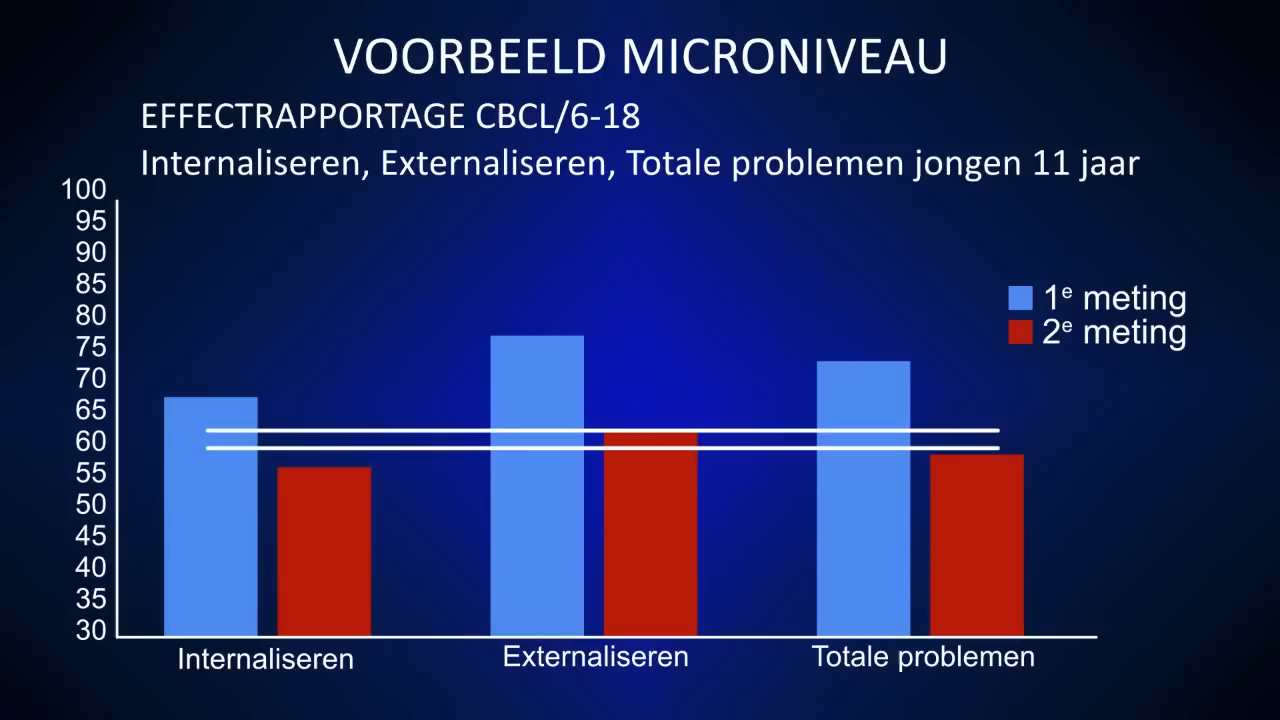 VOORBEELD MICRONIVEAU
EFFECTRAPPORTAGE CBCL/6-18
Internaliseren, Externaliseren, Totale problemen jongen 11 jaar
100
95
90
85
80
75
70
65
60
55
50
45
40
35
30
1e meting
2e meting
Internaliseren
Externaliseren
Totale problemen